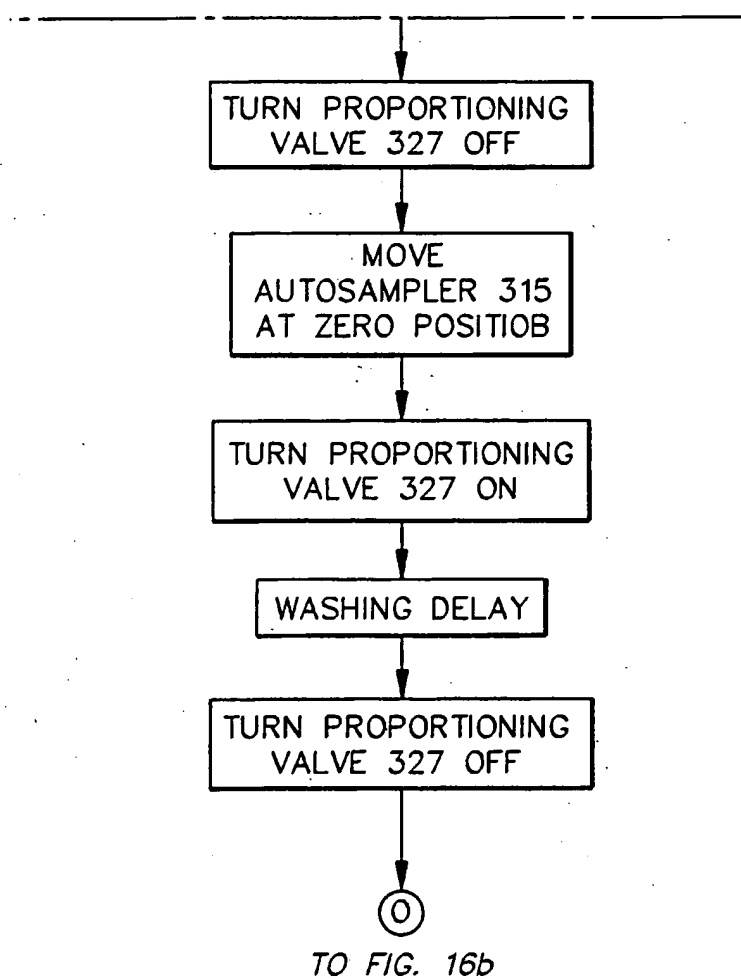 TURN PROPORTIONING
VALVE 327 OFF
MOVE
AUTOSAMPLER 315
AT ZERO POSITIOB
TURN PROPORTIONING
VALVE 327 ON
WASHING DELAY
TURN PROPORTIONING
VALVE 327 OFF
O
TO FIG. 16b